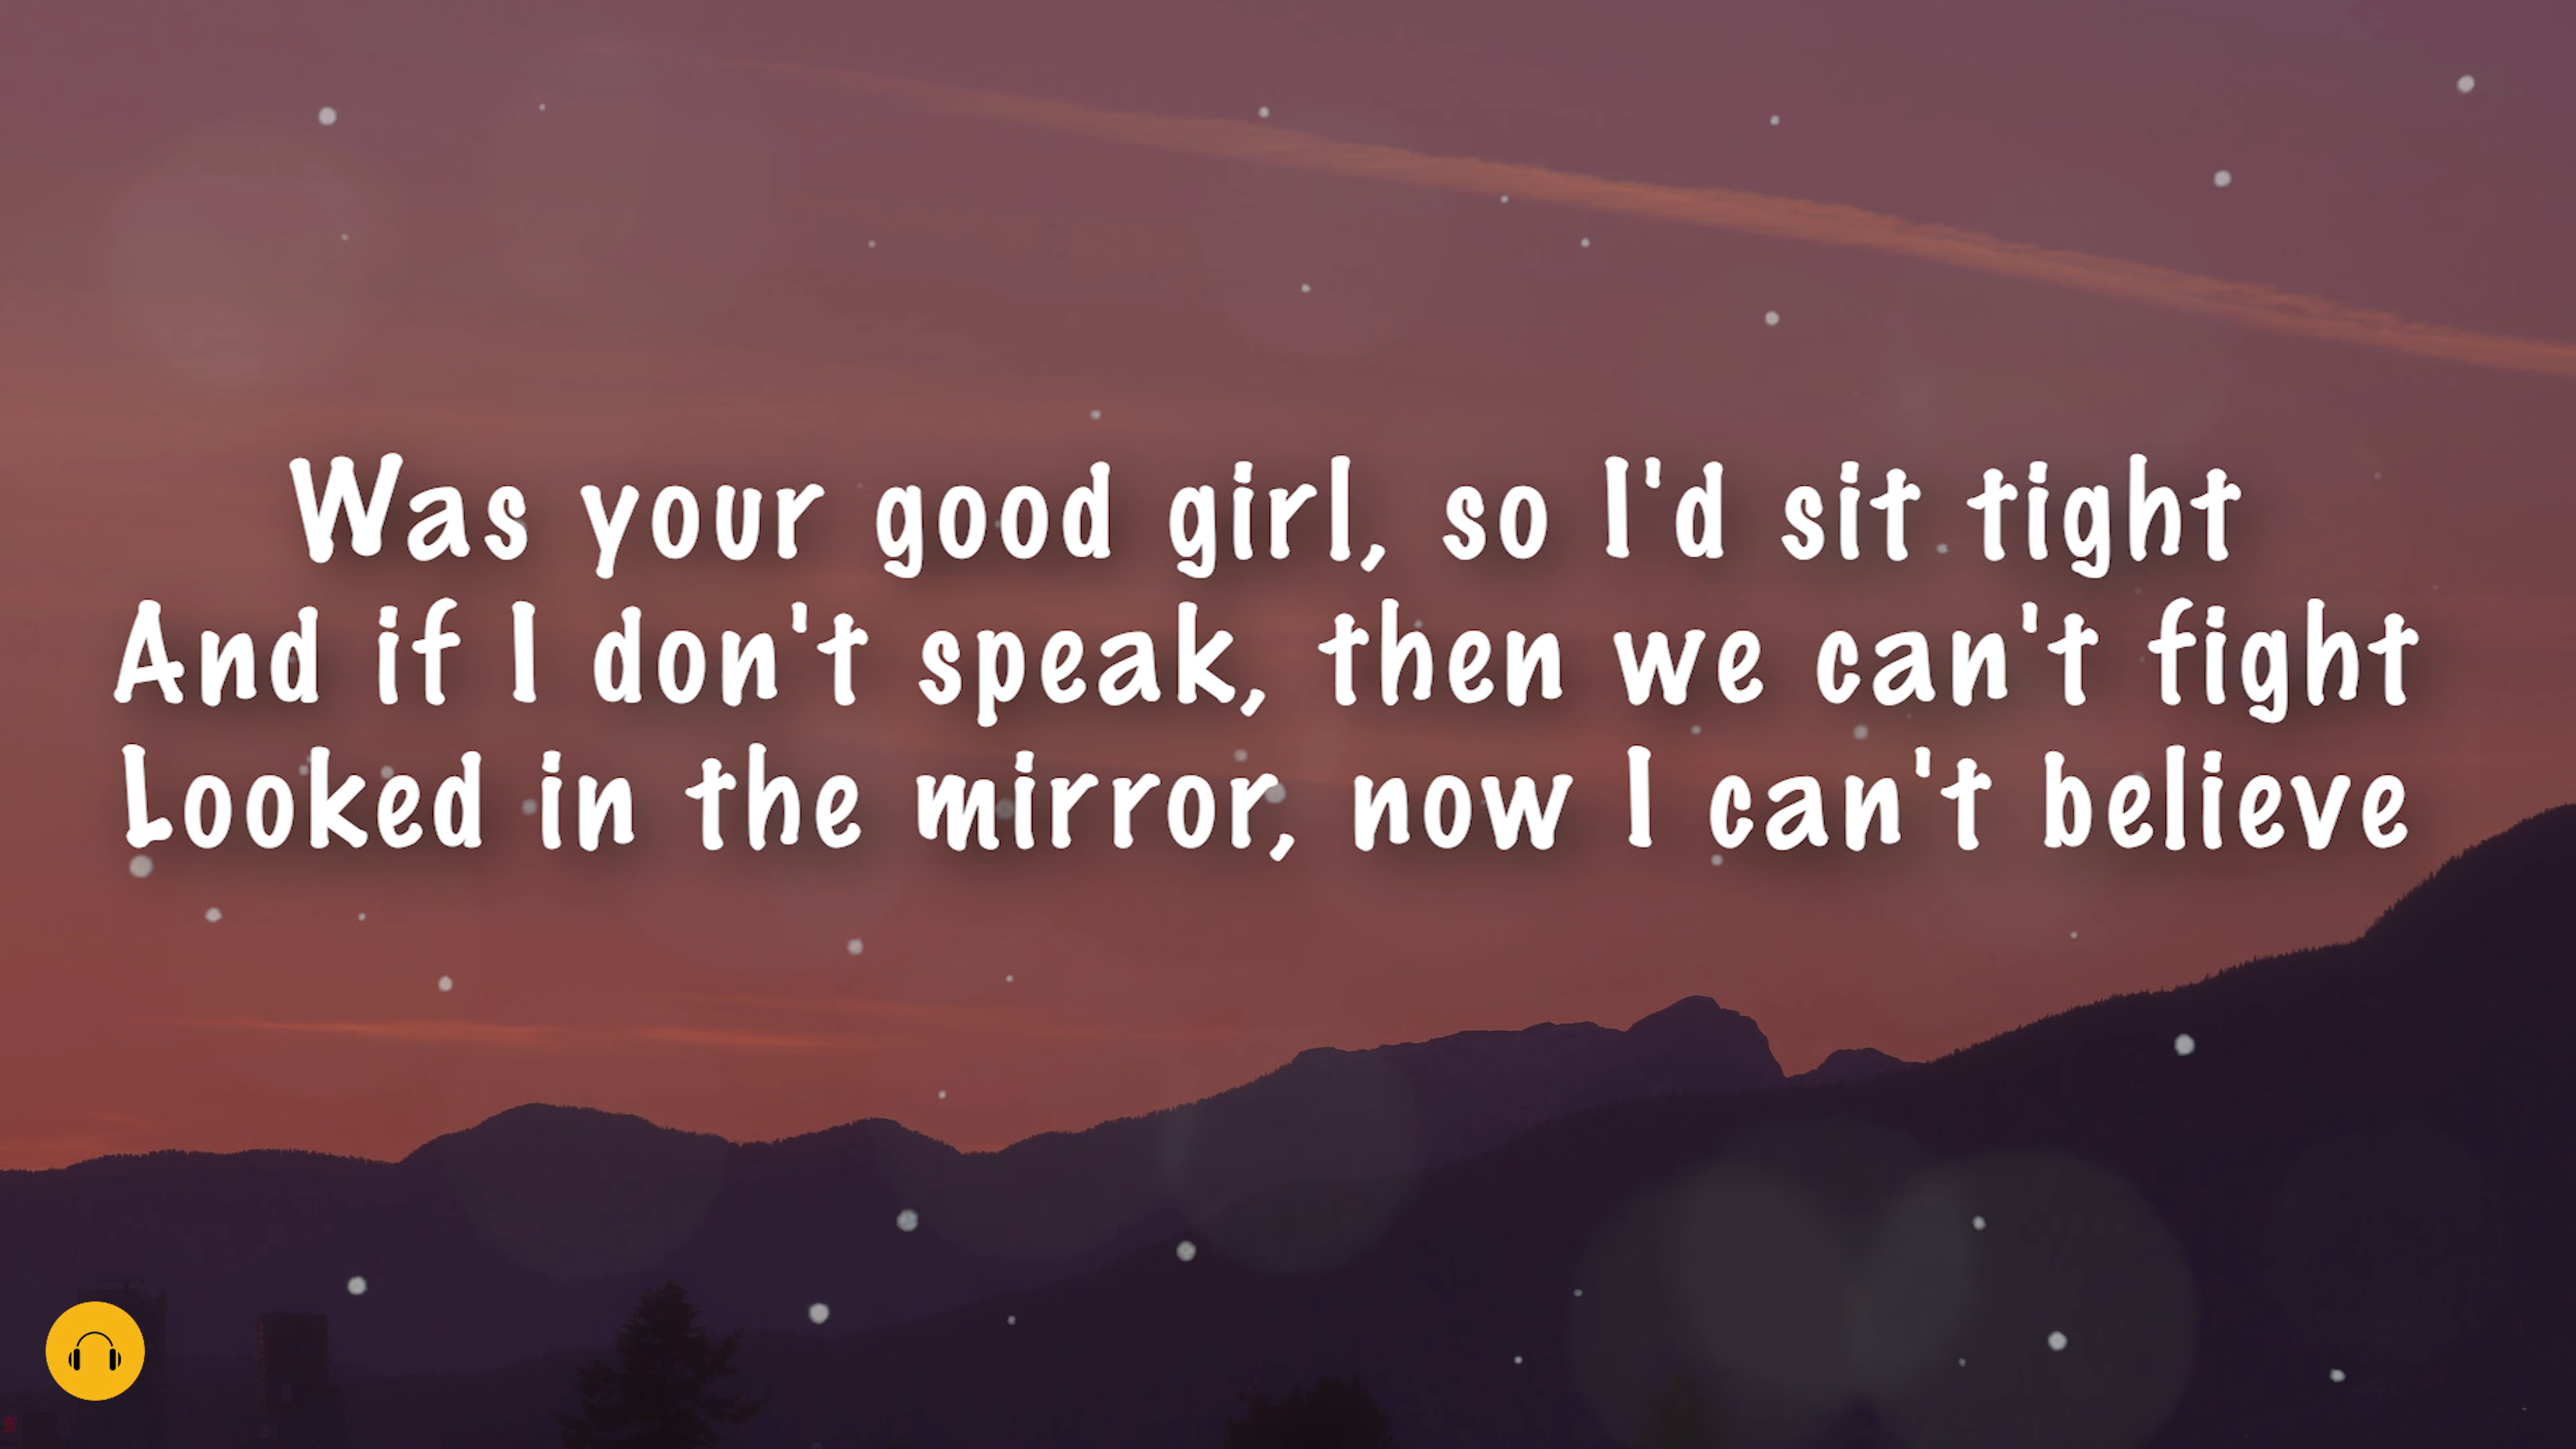 Was your good girl, so I'd sit tight
And if I don't speak, then we can't fight
Looked in the mirror, now I can't believe